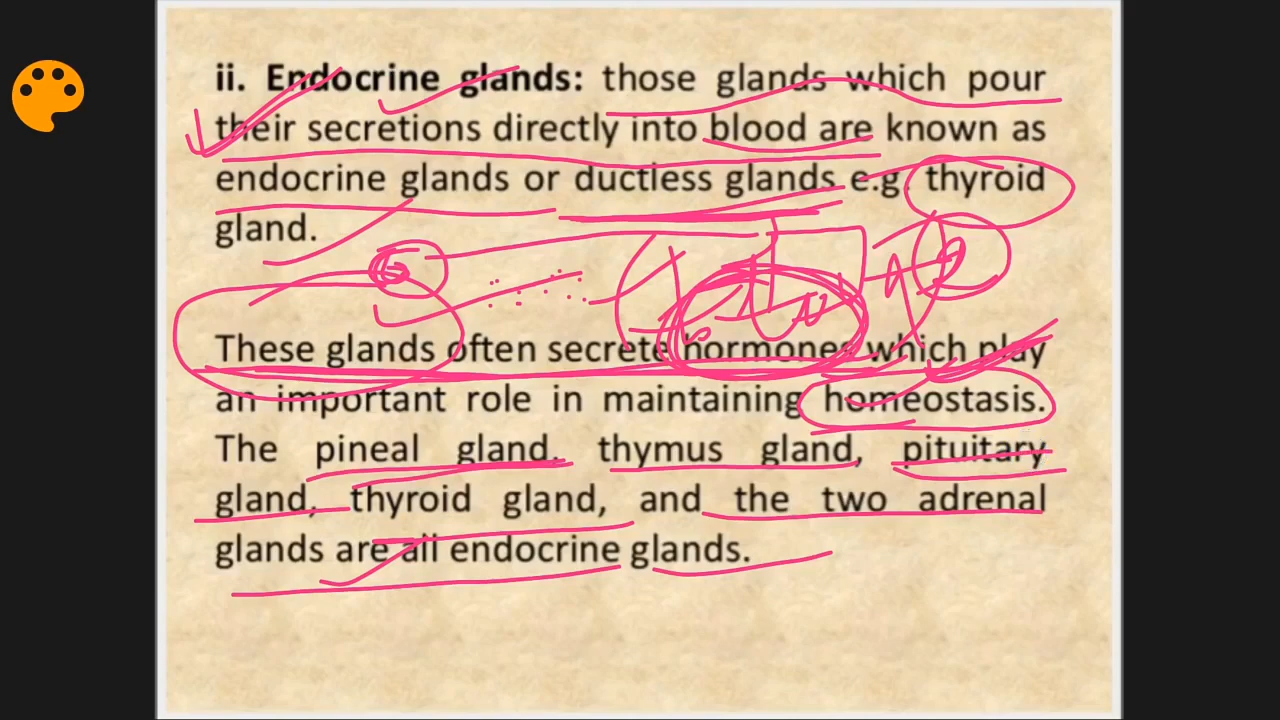 ii. Endocrine glands: those glands which pour
their secretions directly into blood are known as
endocrine glands or ductless glands e.g. thyroid
gland.
These glands often secrete hormones which play
an important role in maintaining homeostasis.
The pineal gland, thymus gland, pituitary
gland, thyroid gland, and the two adrenal
glands are all endocrine glands.